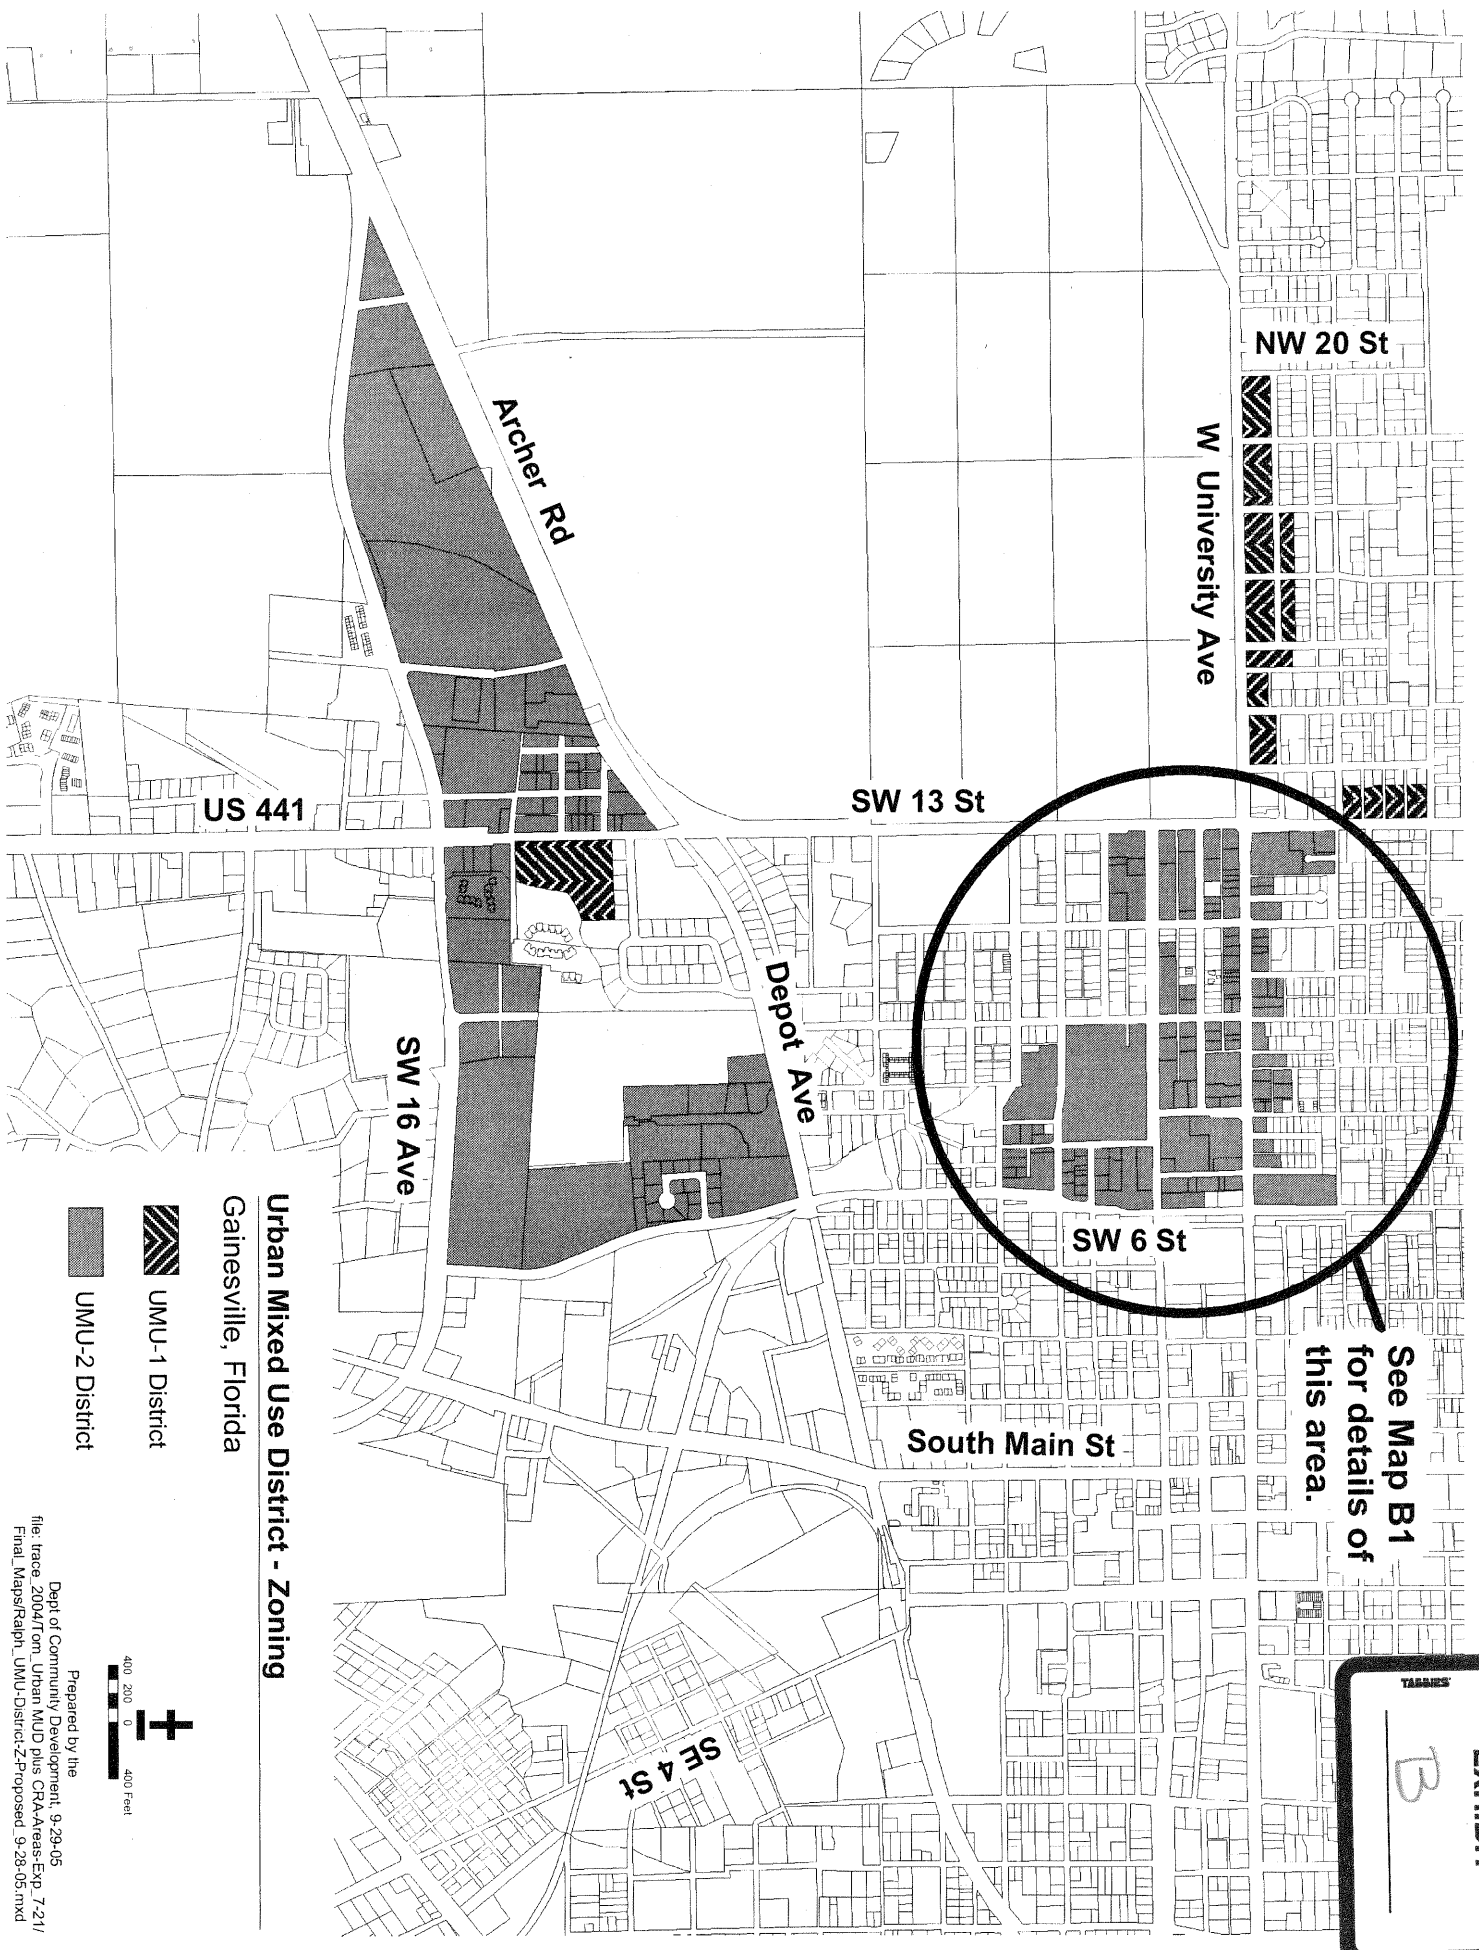 NW 20 St
W University Ave
Archer Rd
US 441
SW 13 St
Depot Ave
SW 16 Ave
SW 6 St
See Map B1
for details of
this area.
South Main St
SE 4 St
TABBIES
B
Urban Mixed Use District - Zoning
Gainesville, Florida
UMU-1 District
UMU-2 District
400 200 0 400 Feet
Prepared by the
Dept of Community Development, 9-29-05
file: trace_2004/Tom_Urban MUD plus CRA-Areas-Exp_7-21/
Final_Maps/Ralph_UMU-District-Z-Proposed_9-28-05.mxd